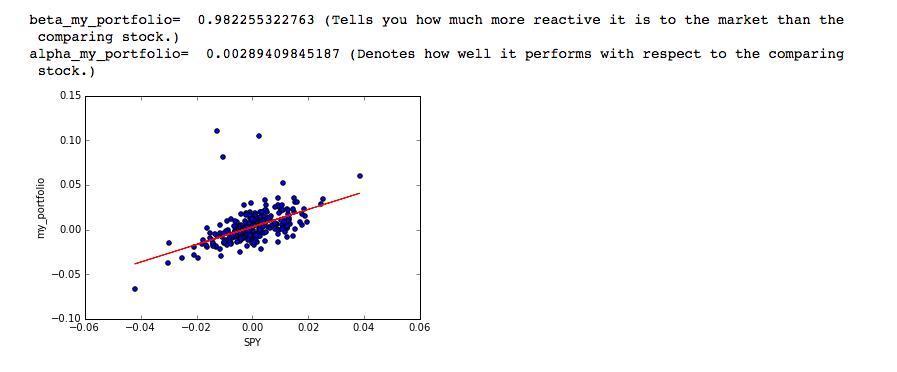 beta_my_portfolio=  0.982255322763 (Tells you how much more reactive it is to the market than the
comparing stock.)
alpha_my_portfolio=  0.00289409845187 (Denotes how well it performs with respect to the comparing
stock.)
0.15
0.10
0.05
my_portfolio
0.00
−0.05
−0.10
−0.06 −0.04 −0.02 0.00 0.02 0.04 0.06
SPY